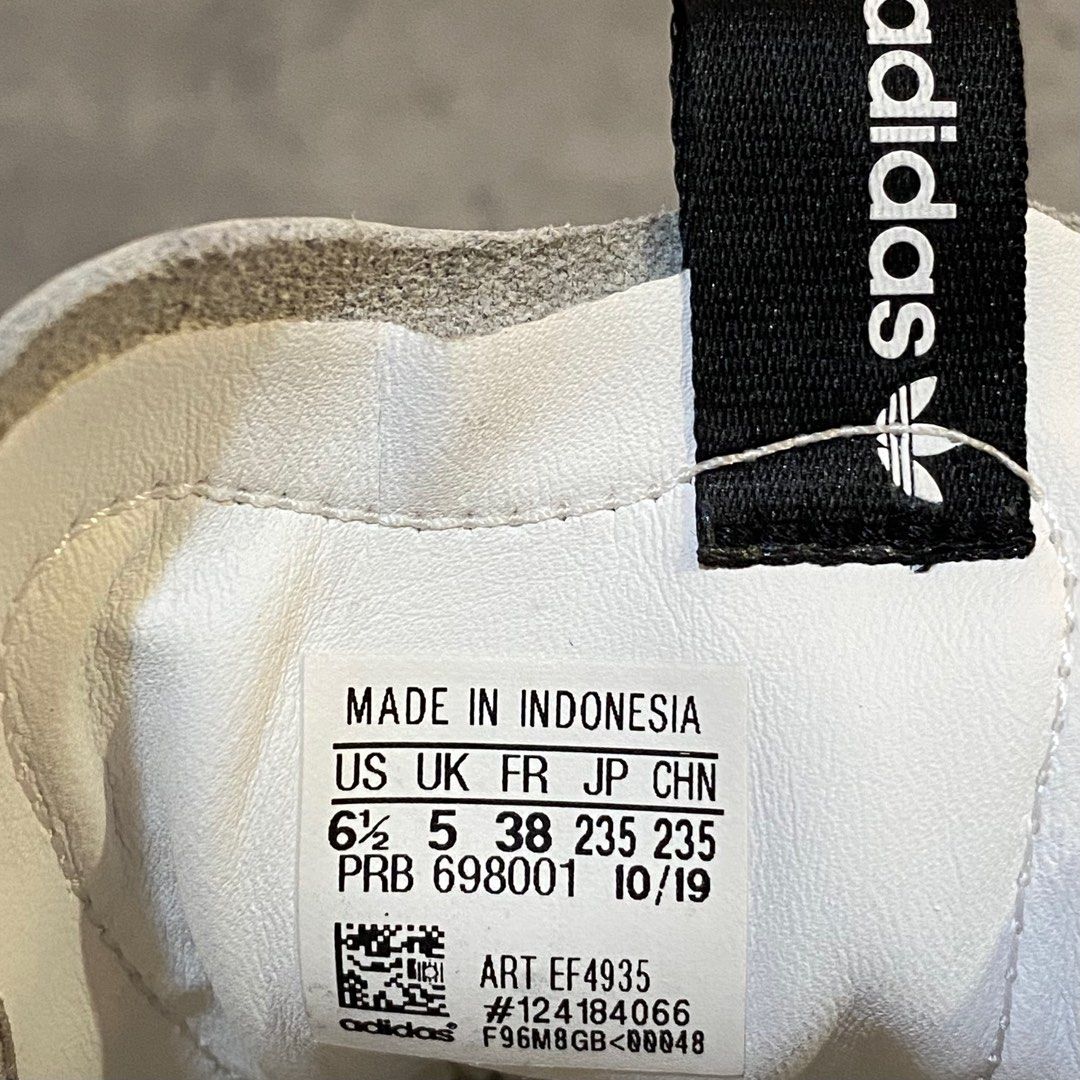 adidas
MADE IN INDONESIA
US UK FR JP CHN
6½ 5 38 235 235
PRB 698001 10/19
ART EF4935
#124184066
adidas
F96M8GB<00048